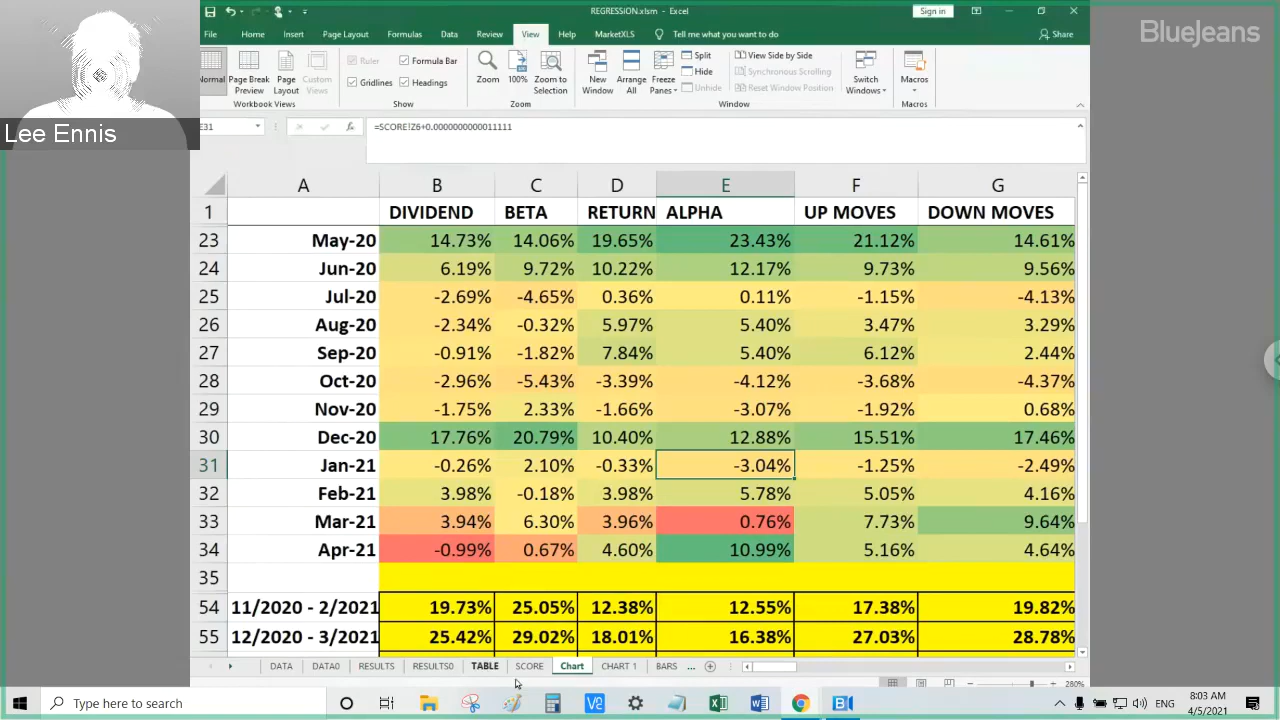 REGRESSION.xlsm - Excel
Sign in
BlueJeans
File Home Insert Page Layout Formulas Data Review View Help MarketXLS Tell me what you want to do Share
Normal Page Break Preview Page Layout Custom Views
Workbook Views
Ruler Formula Bar
Gridlines Headings
Show
Zoom 100% Zoom to Selection
Zoom
New Window Arrange All Freeze Panes
Split
Hide
Unhide
View Side by Side
Synchronous Scrolling
Reset Window Position
Switch Windows
Window
Macros
Macros
Lee Ennis
E31 fx =SCORE!Z6+0.0000000000011111
A B C D E F G
1 DIVIDEND BETA RETURN ALPHA UP MOVES DOWN MOVES
23 May-20 14.73% 14.06% 19.65% 23.43% 21.12% 14.61%
24 Jun-20 6.19% 9.72% 10.22% 12.17% 9.73% 9.56%
25 Jul-20 -2.69% -4.65% 0.36% 0.11% -1.15% -4.13%
26 Aug-20 -2.34% -0.32% 5.97% 5.40% 3.47% 3.29%
27 Sep-20 -0.91% -1.82% 7.84% 5.40% 6.12% 2.44%
28 Oct-20 -2.96% -5.43% -3.39% -4.12% -3.68% -4.37%
29 Nov-20 -1.75% 2.33% -1.66% -3.07% -1.92% 0.68%
30 Dec-20 17.76% 20.79% 10.40% 12.88% 15.51% 17.46%
31 Jan-21 -0.26% 2.10% -0.33% -3.04% -1.25% -2.49%
32 Feb-21 3.98% -0.18% 3.98% 5.78% 5.05% 4.16%
33 Mar-21 3.94% 6.30% 3.96% 0.76% 7.73% 9.64%
34 Apr-21 -0.99% 0.67% 4.60% 10.99% 5.16% 4.64%
35
54 11/2020 - 2/2021 19.73% 25.05% 12.38% 12.55% 17.38% 19.82%
55 12/2020 - 3/2021 25.42% 29.02% 18.01% 16.38% 27.03% 28.78%
DATA DATA0 RESULTS RESULTS0 TABLE SCORE Chart CHART 1 BARS ...
280%
Type here to search
ENG
8:03 AM
4/5/2021